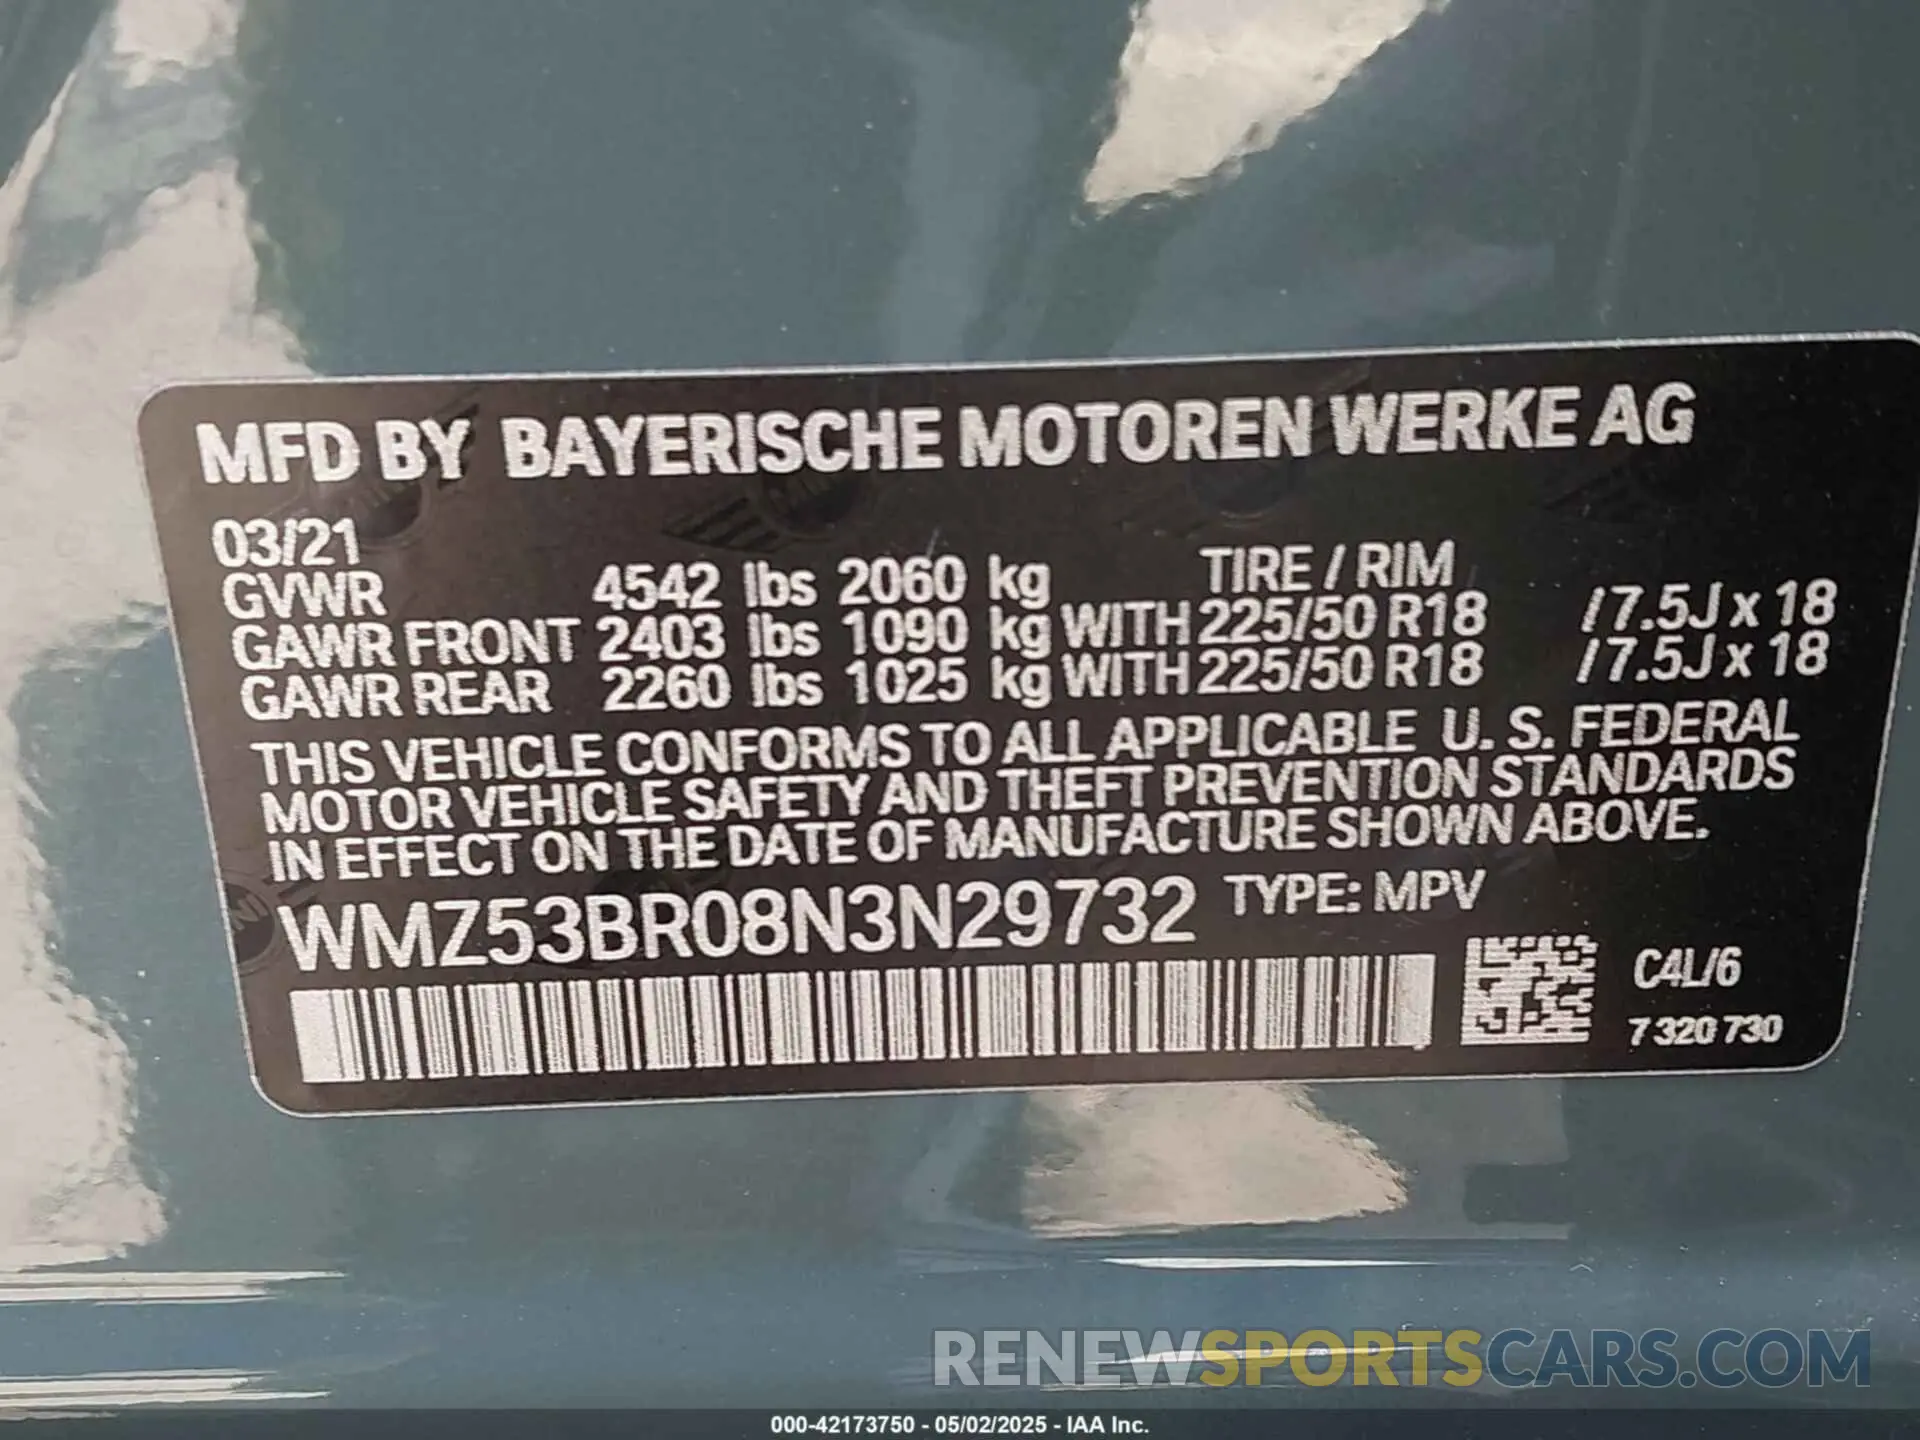 MFD BY BAYERISCHE MOTOREN WERKE AG
03/21
TIRE / RIM
GVWR 4542 lbs 2060 kg
GAWR FRONT 2403 lbs 1090 kg WITH 225/50 R18 /7.5J x 18
GAWR REAR 2260 lbs 1025 kg WITH 225/50 R18 /7.5J x 18
THIS VEHICLE CONFORMS TO ALL APPLICABLE U. S. FEDERAL
MOTOR VEHICLE SAFETY AND THEFT PREVENTION STANDARDS
IN EFFECT ON THE DATE OF MANUFACTURE SHOWN ABOVE.
WMZ53BR08N3N29732 TYPE: MPV
C4L/6
7 320 730
RENEWSPORTSCARS.COM
000-42173750 - 05/02/2025 - IAA Inc.